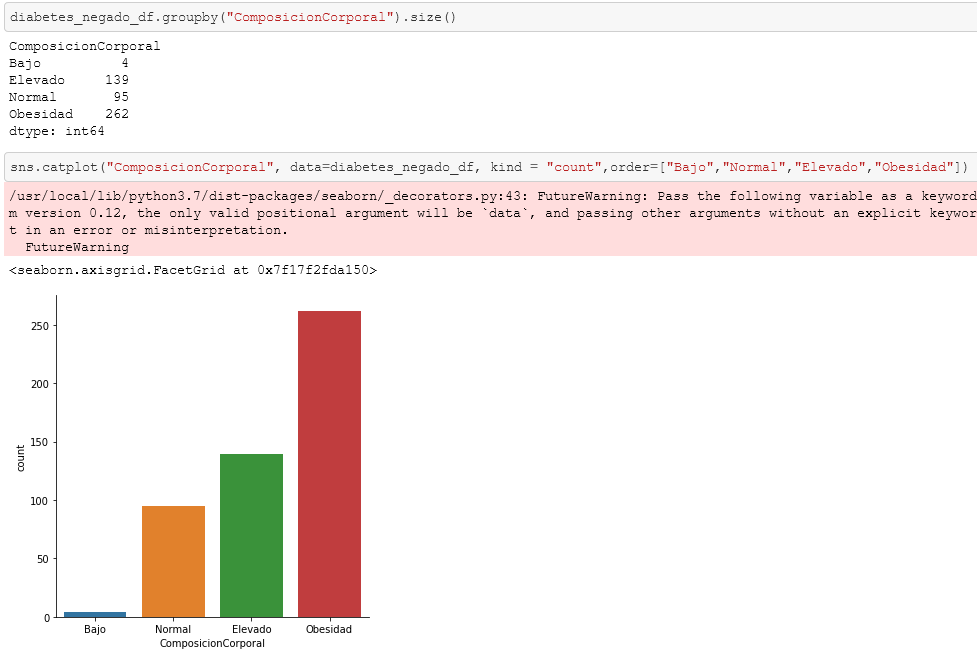 diabetes_negado_df.groupby("ComposicionCorporal").size()
ComposicionCorporal
Bajo 4
Elevado 139
Normal 95
Obesidad 262
dtype: int64
sns.catplot("ComposicionCorporal", data=diabetes_negado_df, kind = "count",order=["Bajo","Normal","Elevado","Obesidad"])
/usr/local/lib/python3.7/dist-packages/seaborn/_decorators.py:43: FutureWarning: Pass the following variable as a keyword
m version 0.12, the only valid positional argument will be `data`, and passing other arguments without an explicit keywor
t in an error or misinterpretation.
FutureWarning
<seaborn.axisgrid.FacetGrid at 0x7f17f2fda150>
250
200
150
100
50
0
count
Bajo Normal Elevado Obesidad
ComposicionCorporal